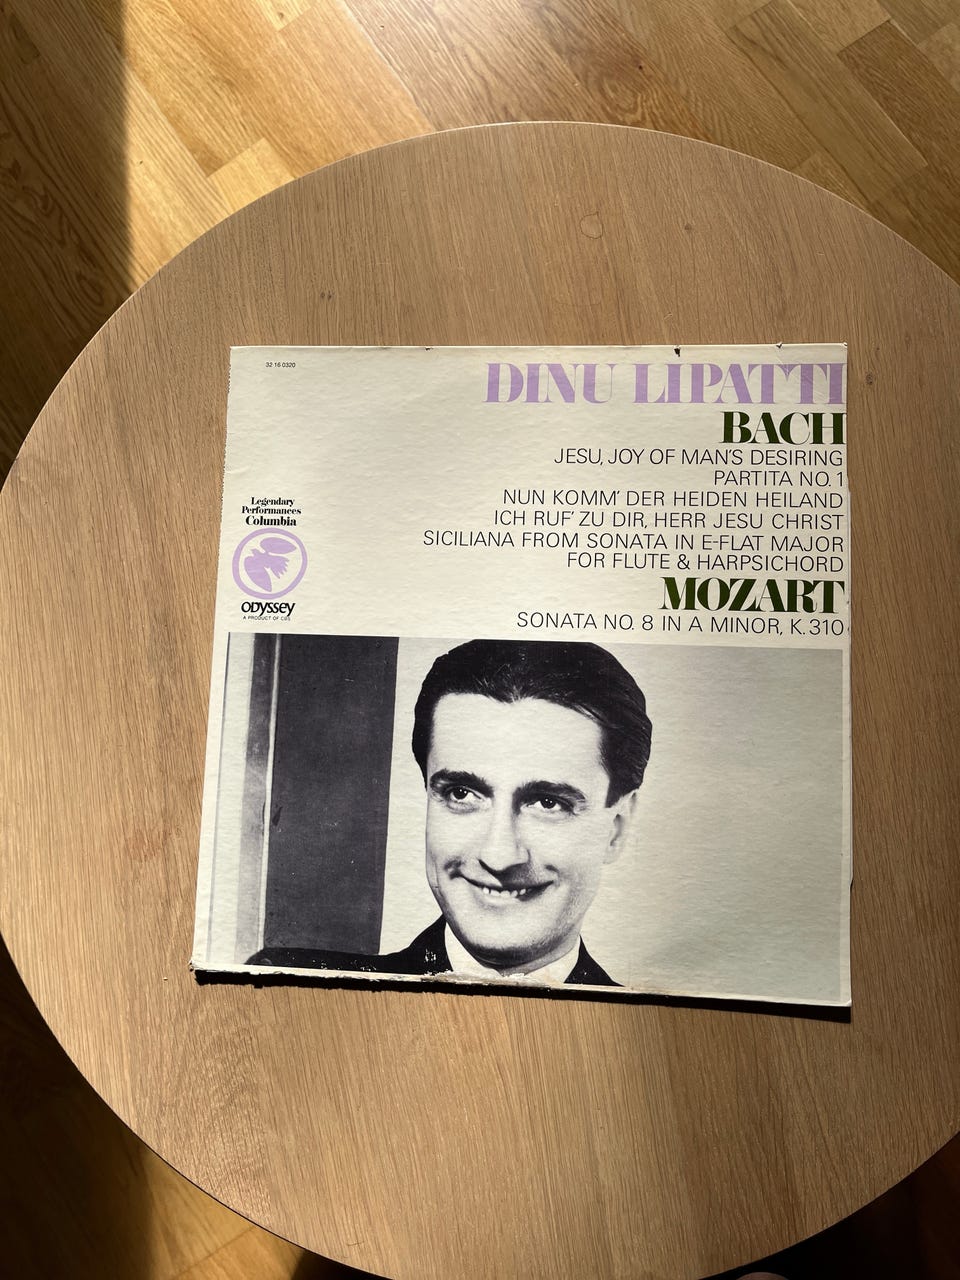 32 16 0320
DINU LIPATTI
BACH
JESU, JOY OF MAN'S DESIRING
PARTITA NO. 1
NUN KOMM' DER HEIDEN HEILAND
ICH RUF' ZU DIR, HERR JESU CHRIST
SICILIANA FROM SONATA IN E-FLAT MAJOR
FOR FLUTE & HARPSICHORD
MOZART
SONATA NO. 8 IN A MINOR, K. 310
Legendary
Performances
Columbia
ODYSSEY
A PRODUCT OF CBS